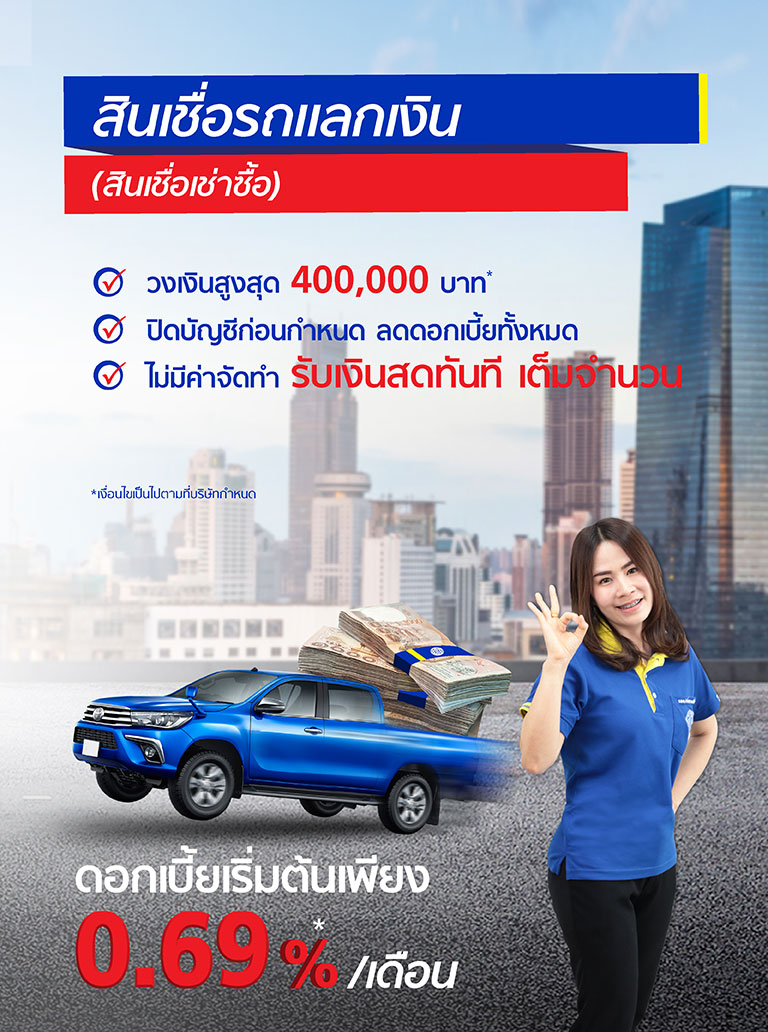 สินเชื่อรถแลกเงิน
(สินเชื่อเช่าซื้อ)
วงเงินสูงสุด 400,000 บาท*
ปิดบัญชีก่อนกำหนด ลดดอกเบี้ยทั้งหมด
ไม่มีค่าจัดทำ รับเงินสดทันที เต็มจำนวน
*เงื่อนไขเป็นไปตามที่บริษัทกำหนด
ดอกเบี้ยเริ่มต้นเพียง
0.69%* /เดือน